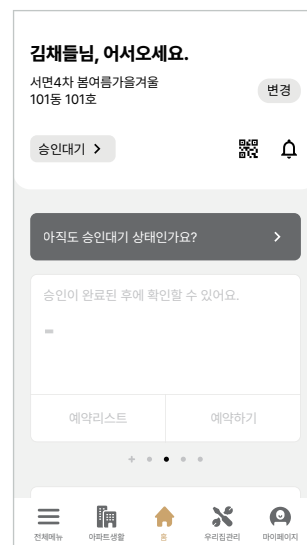 김채들님, 어서오세요.
서면4차 봄여름가을겨울
101동 101호
변경
승인대기
아직도 승인대기 상태인가요?
승인이 완료된 후에 확인할 수 있어요.
예약리스트
예약하기
전체메뉴
아파트생활
홈
우리집관리
마이페이지